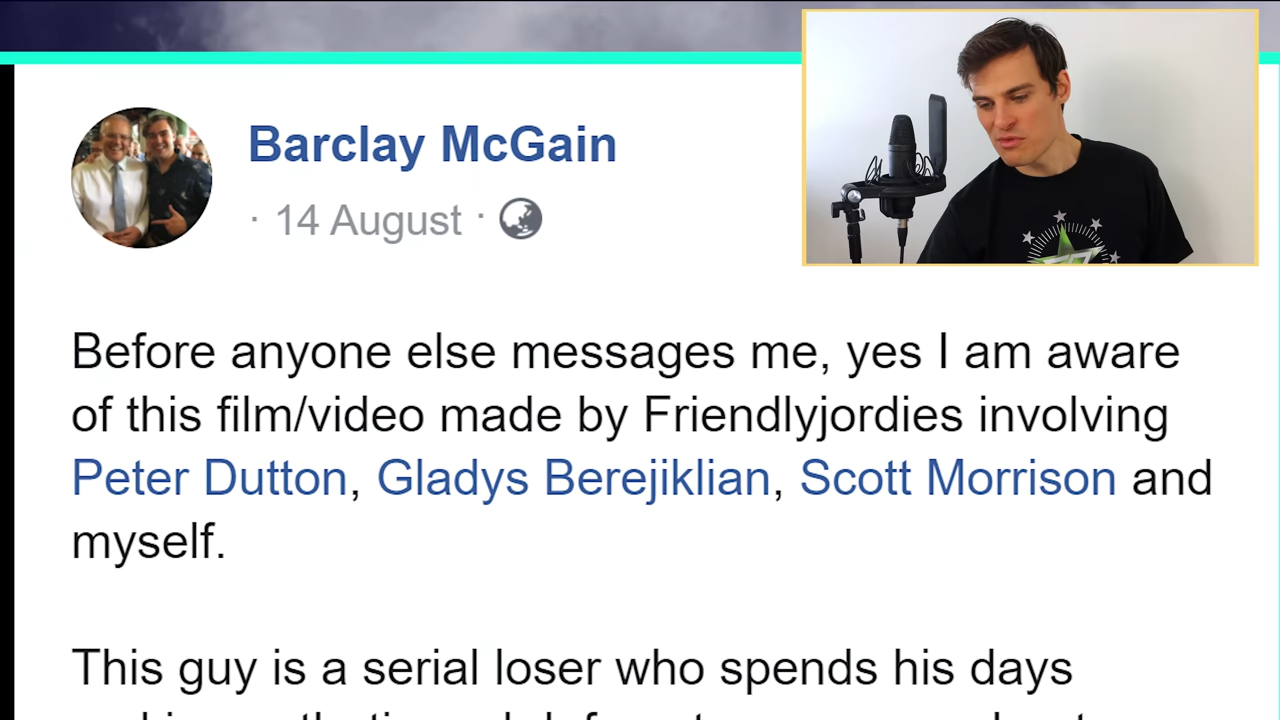 Barclay McGain
· 14 August ·
Before anyone else messages me, yes I am aware
of this film/video made by Friendlyjordies involving
Peter Dutton, Gladys Berejiklian, Scott Morrison and
myself.
This guy is a serial loser who spends his days